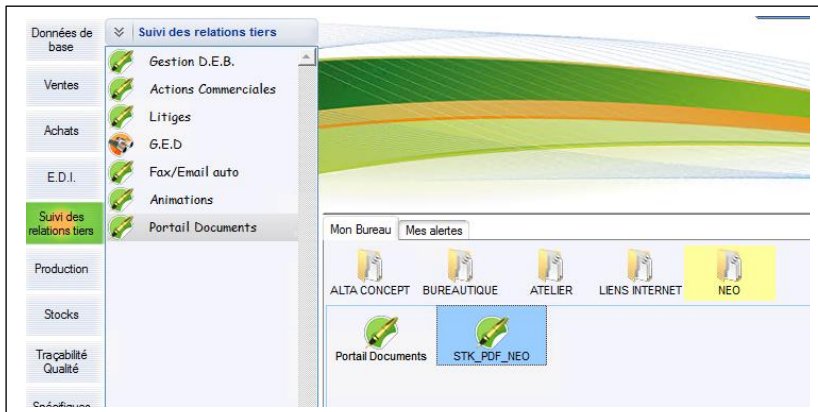 Données de
base
Ventes
Achats
E.D.I.
Suivi des
relations tiers
Production
Stocks
Traçabilité
Qualité
Spécifiques
Suivi des relations tiers
Gestion D.E.B.
Actions Commerciales
Litiges
G.E.D
Fax/Email auto
Animations
Portail Documents
Mon Bureau Mes alertes
ALTA CONCEPT BUREAUTIQUE ATELIER LIENS INTERNET NEO
Portail Documents STK_PDF_NEO